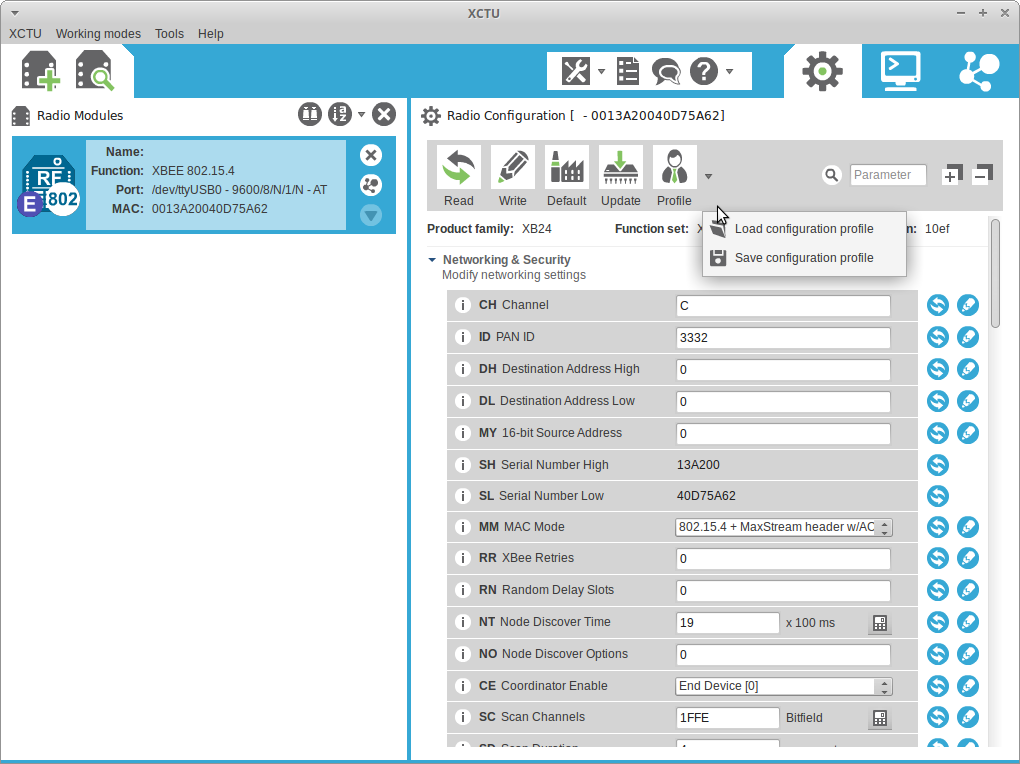 XCTU
XCTU Working modes Tools Help
Radio Modules
Name:
Function: XBEE 802.15.4
Port: /dev/ttyUSB0 - 9600/8/N/1/N - AT
MAC: 0013A20040D75A62
RF
E 802
Radio Configuration [  - 0013A20040D75A62]
Read Write Default Update Profile
Parameter
Product family: XB24 Function set: 10ef
Load configuration profile
Save configuration profile
Networking & Security
Modify networking settings
i CH Channel C
i ID PAN ID 3332
i DH Destination Address High 0
i DL Destination Address Low 0
i MY 16-bit Source Address 0
i SH Serial Number High 13A200
i SL Serial Number Low 40D75A62
i MM MAC Mode 802.15.4 + MaxStream header w/AC
i RR XBee Retries 0
i RN Random Delay Slots 0
i NT Node Discover Time 19 x 100 ms
i NO Node Discover Options 0
i CE Coordinator Enable End Device [0]
i SC Scan Channels 1FFE Bitfield
SD Scan Duration